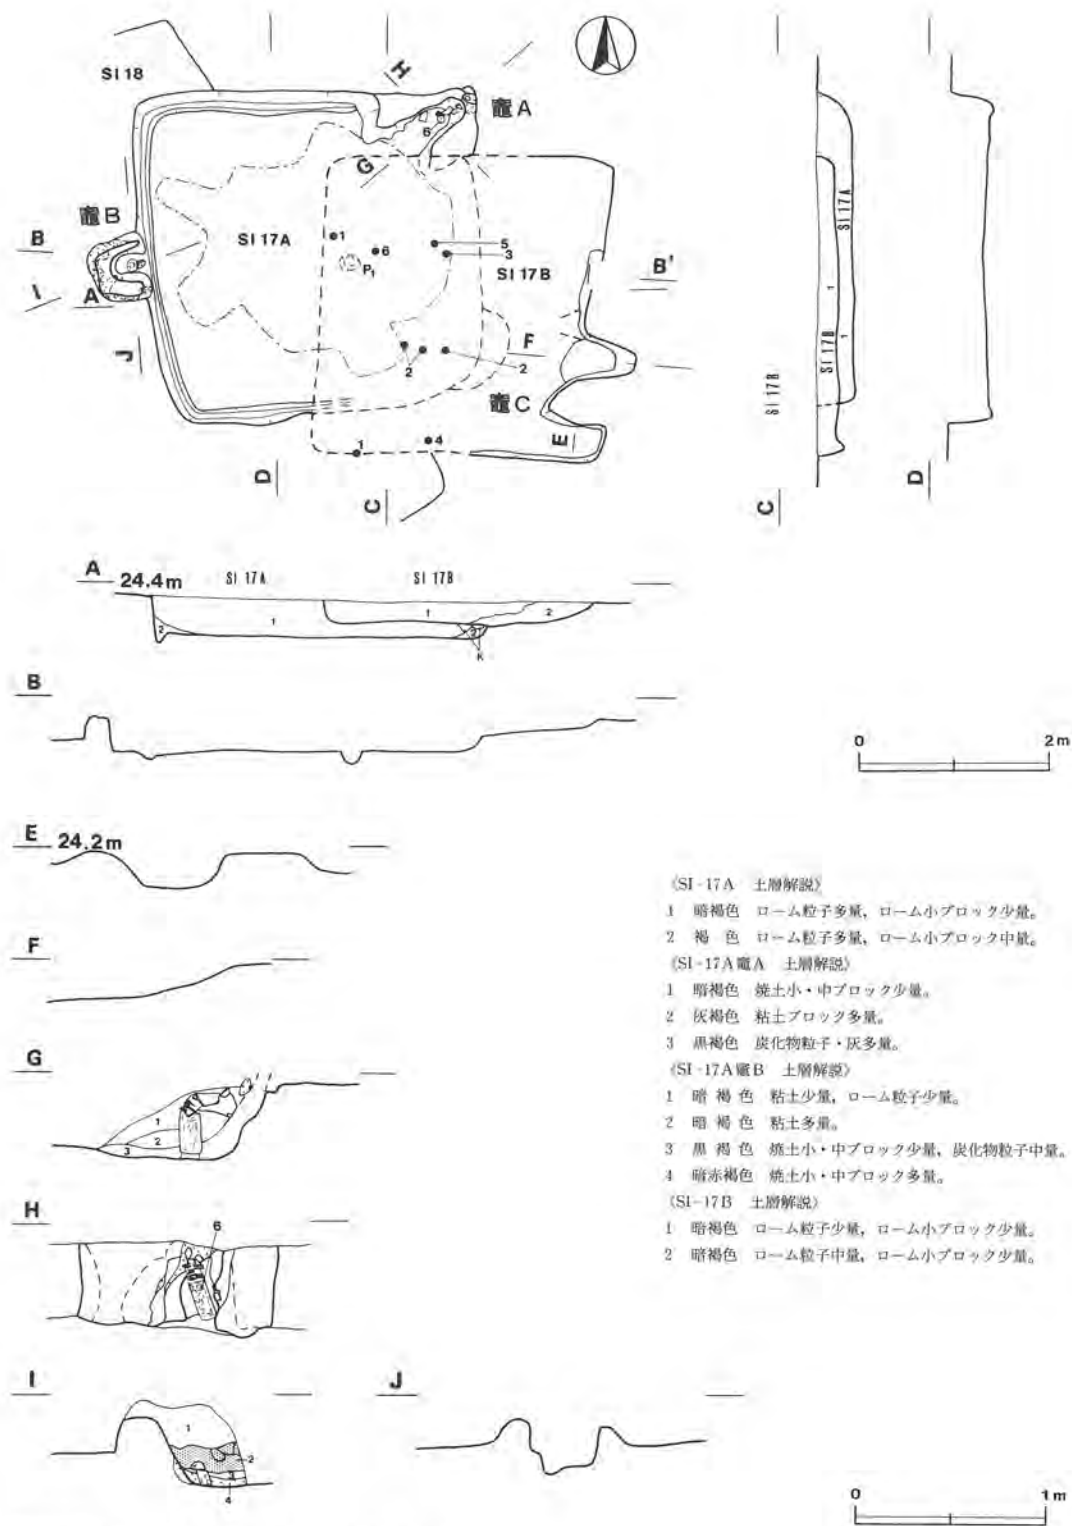 SI 18
H
竈A
6
G
竈B
B
SI 17A
1
6
P1
5
3
SI 17B
B'
I
A
J
2
2
F
竈C
1
4
E
D
C
SI 17A
SI 17B
1
1
SI 17B
C
D
A 24.4m SI 17A SI 17B
1
2
1
2
K
B
0 2m
E 24.2m
F
G
1
2
3
H
6
I
1
2
3
4
J
0 1m
《SI-17A 土層解説》
1 暗褐色 ローム粒子多量，ローム小ブロック少量。
2 褐 色 ローム粒子多量，ローム小ブロック中量。
《SI-17A竈A 土層解説》
1 暗褐色 焼土小・中ブロック少量。
2 灰褐色 粘土ブロック多量。
3 黒褐色 炭化物粒子・灰多量。
《SI-17A竈B 土層解説》
1 暗 褐 色 粘土少量，ローム粒子少量。
2 暗 褐 色 粘土多量。
3 黒 褐 色 焼土小・中ブロック少量，炭化物粒子中量。
4 暗赤褐色 焼土小・中ブロック多量。
《SI-17B 土層解説》
1 暗褐色 ローム粒子少量，ローム小ブロック少量。
2 暗褐色 ローム粒子中量，ローム小ブロック少量。